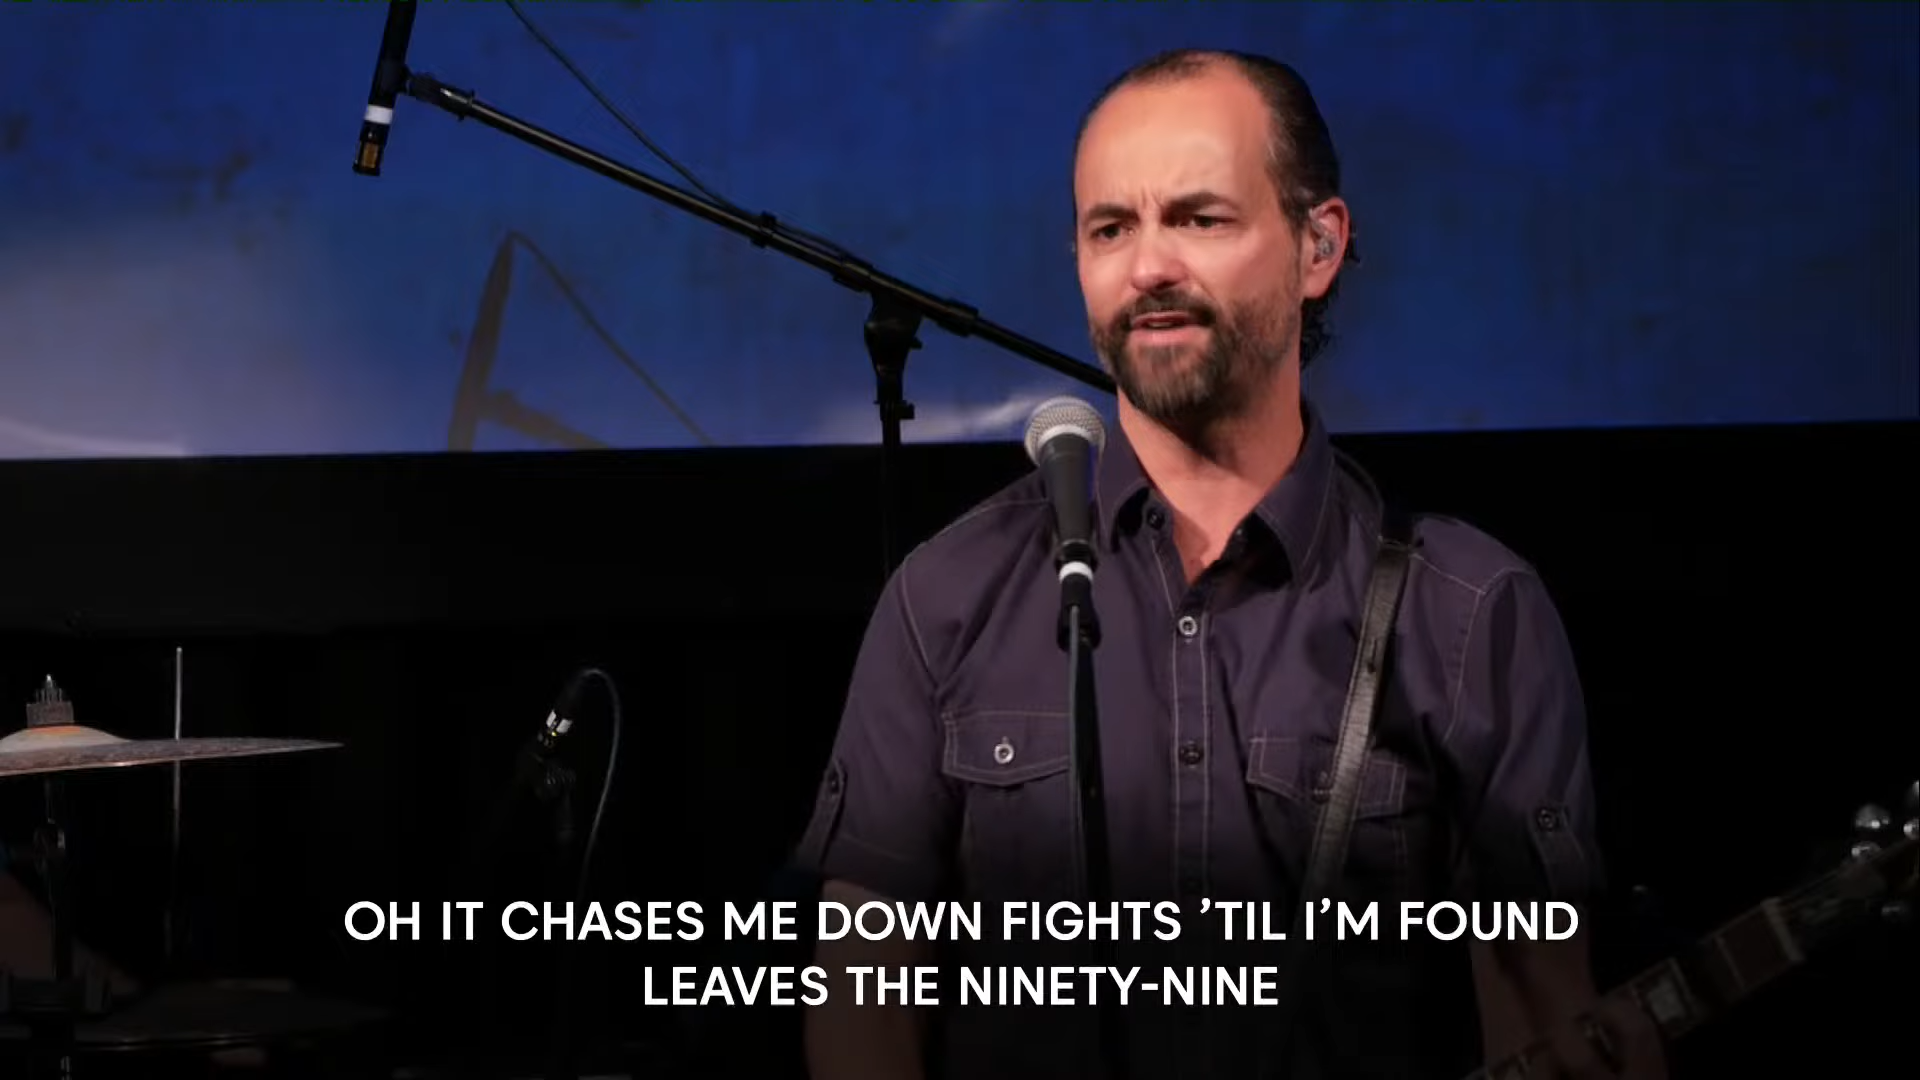 OH IT CHASES ME DOWN FIGHTS ’TIL I’M FOUND
LEAVES THE NINETY-NINE